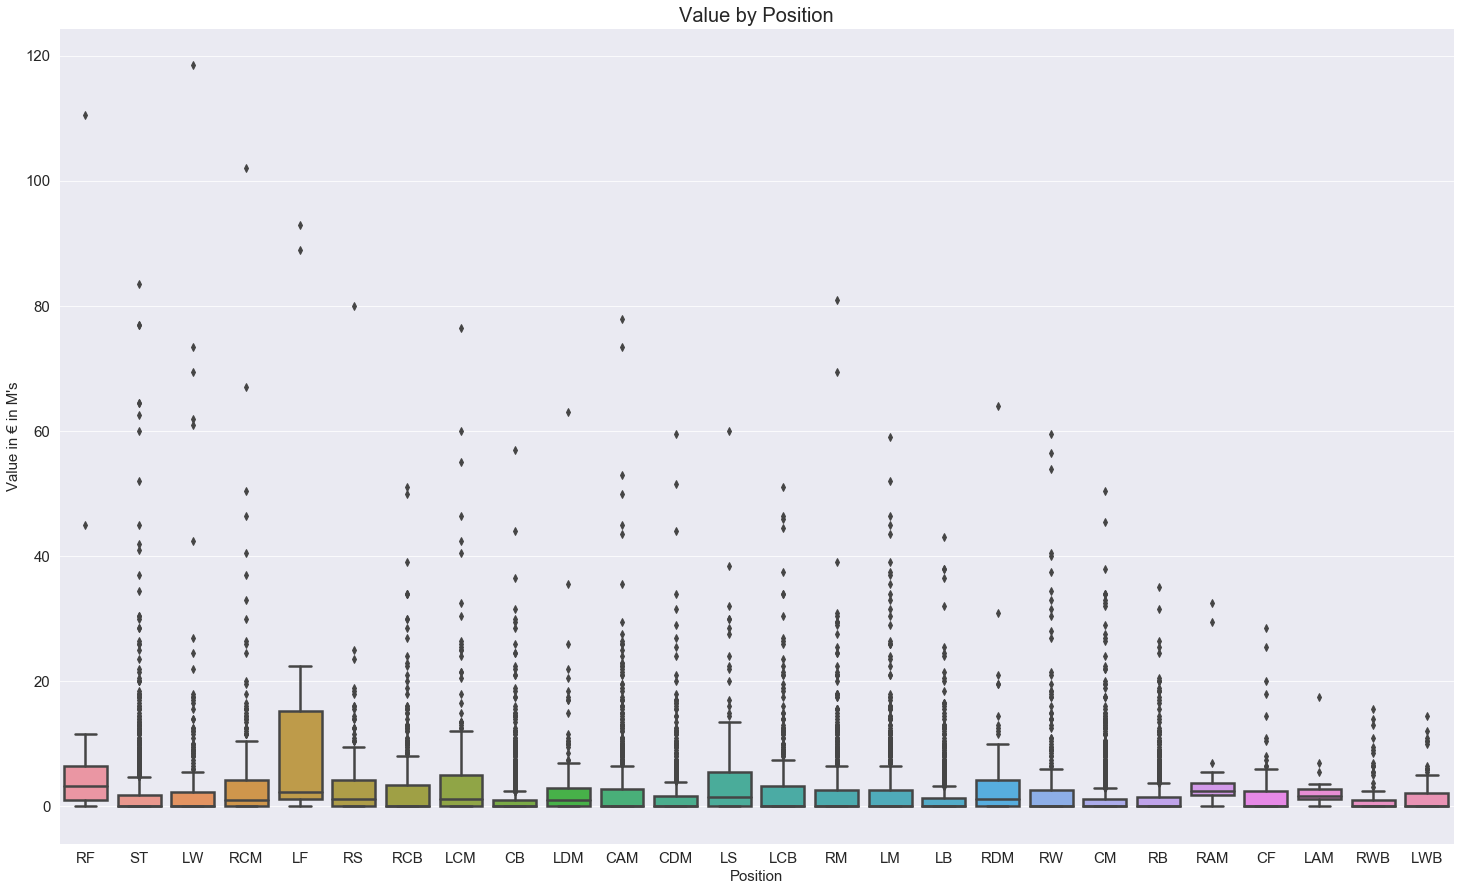 Value by Position
120
100
80
60
40
20
0
Value in € in M's
RF ST LW RCM LF RS RCB LCM CB LDM CAM CDM LS LCB RM LM LB RDM RW CM RB RAM CF LAM RWB LWB
Position